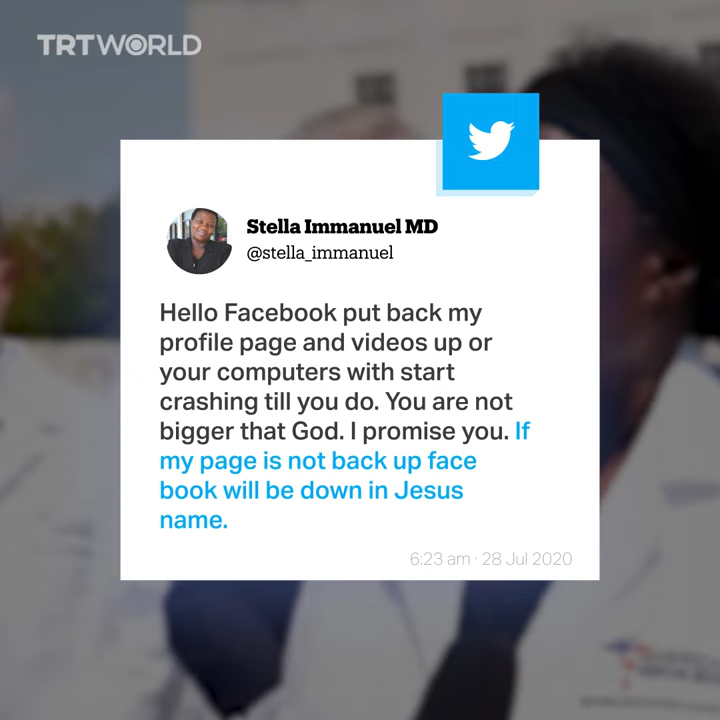 TRTWORLD
Stella Immanuel MD
@stella_immanuel
Hello Facebook put back my
profile page and videos up or
your computers with start
crashing till you do. You are not
bigger that God. I promise you. If
my page is not back up face
book will be down in Jesus
name.
6:23 am · 28 Jul 2020